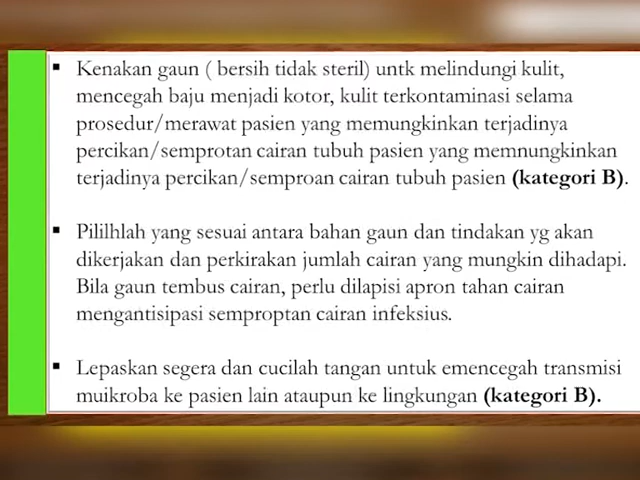 ▪ Kenakan gaun ( bersih tidak steril) untk melindungi kulit,
mencegah baju menjadi kotor, kulit terkontaminasi selama
prosedur/merawat pasien yang memungkinkan terjadinya
percikan/semprotan cairan tubuh pasien yang memnungkinkan
terjadinya percikan/semproan cairan tubuh pasien (kategori B).
▪ Pililhlah yang sesuai antara bahan gaun dan tindakan yg akan
dikerjakan dan perkirakan jumlah cairan yang mungkin dihadapi.
Bila gaun tembus cairan, perlu dilapisi apron tahan cairan
mengantisipasi semproptan cairan infeksius.
▪ Lepaskan segera dan cucilah tangan untuk emencegah transmisi
muikroba ke pasien lain ataupun ke lingkungan (kategori B).